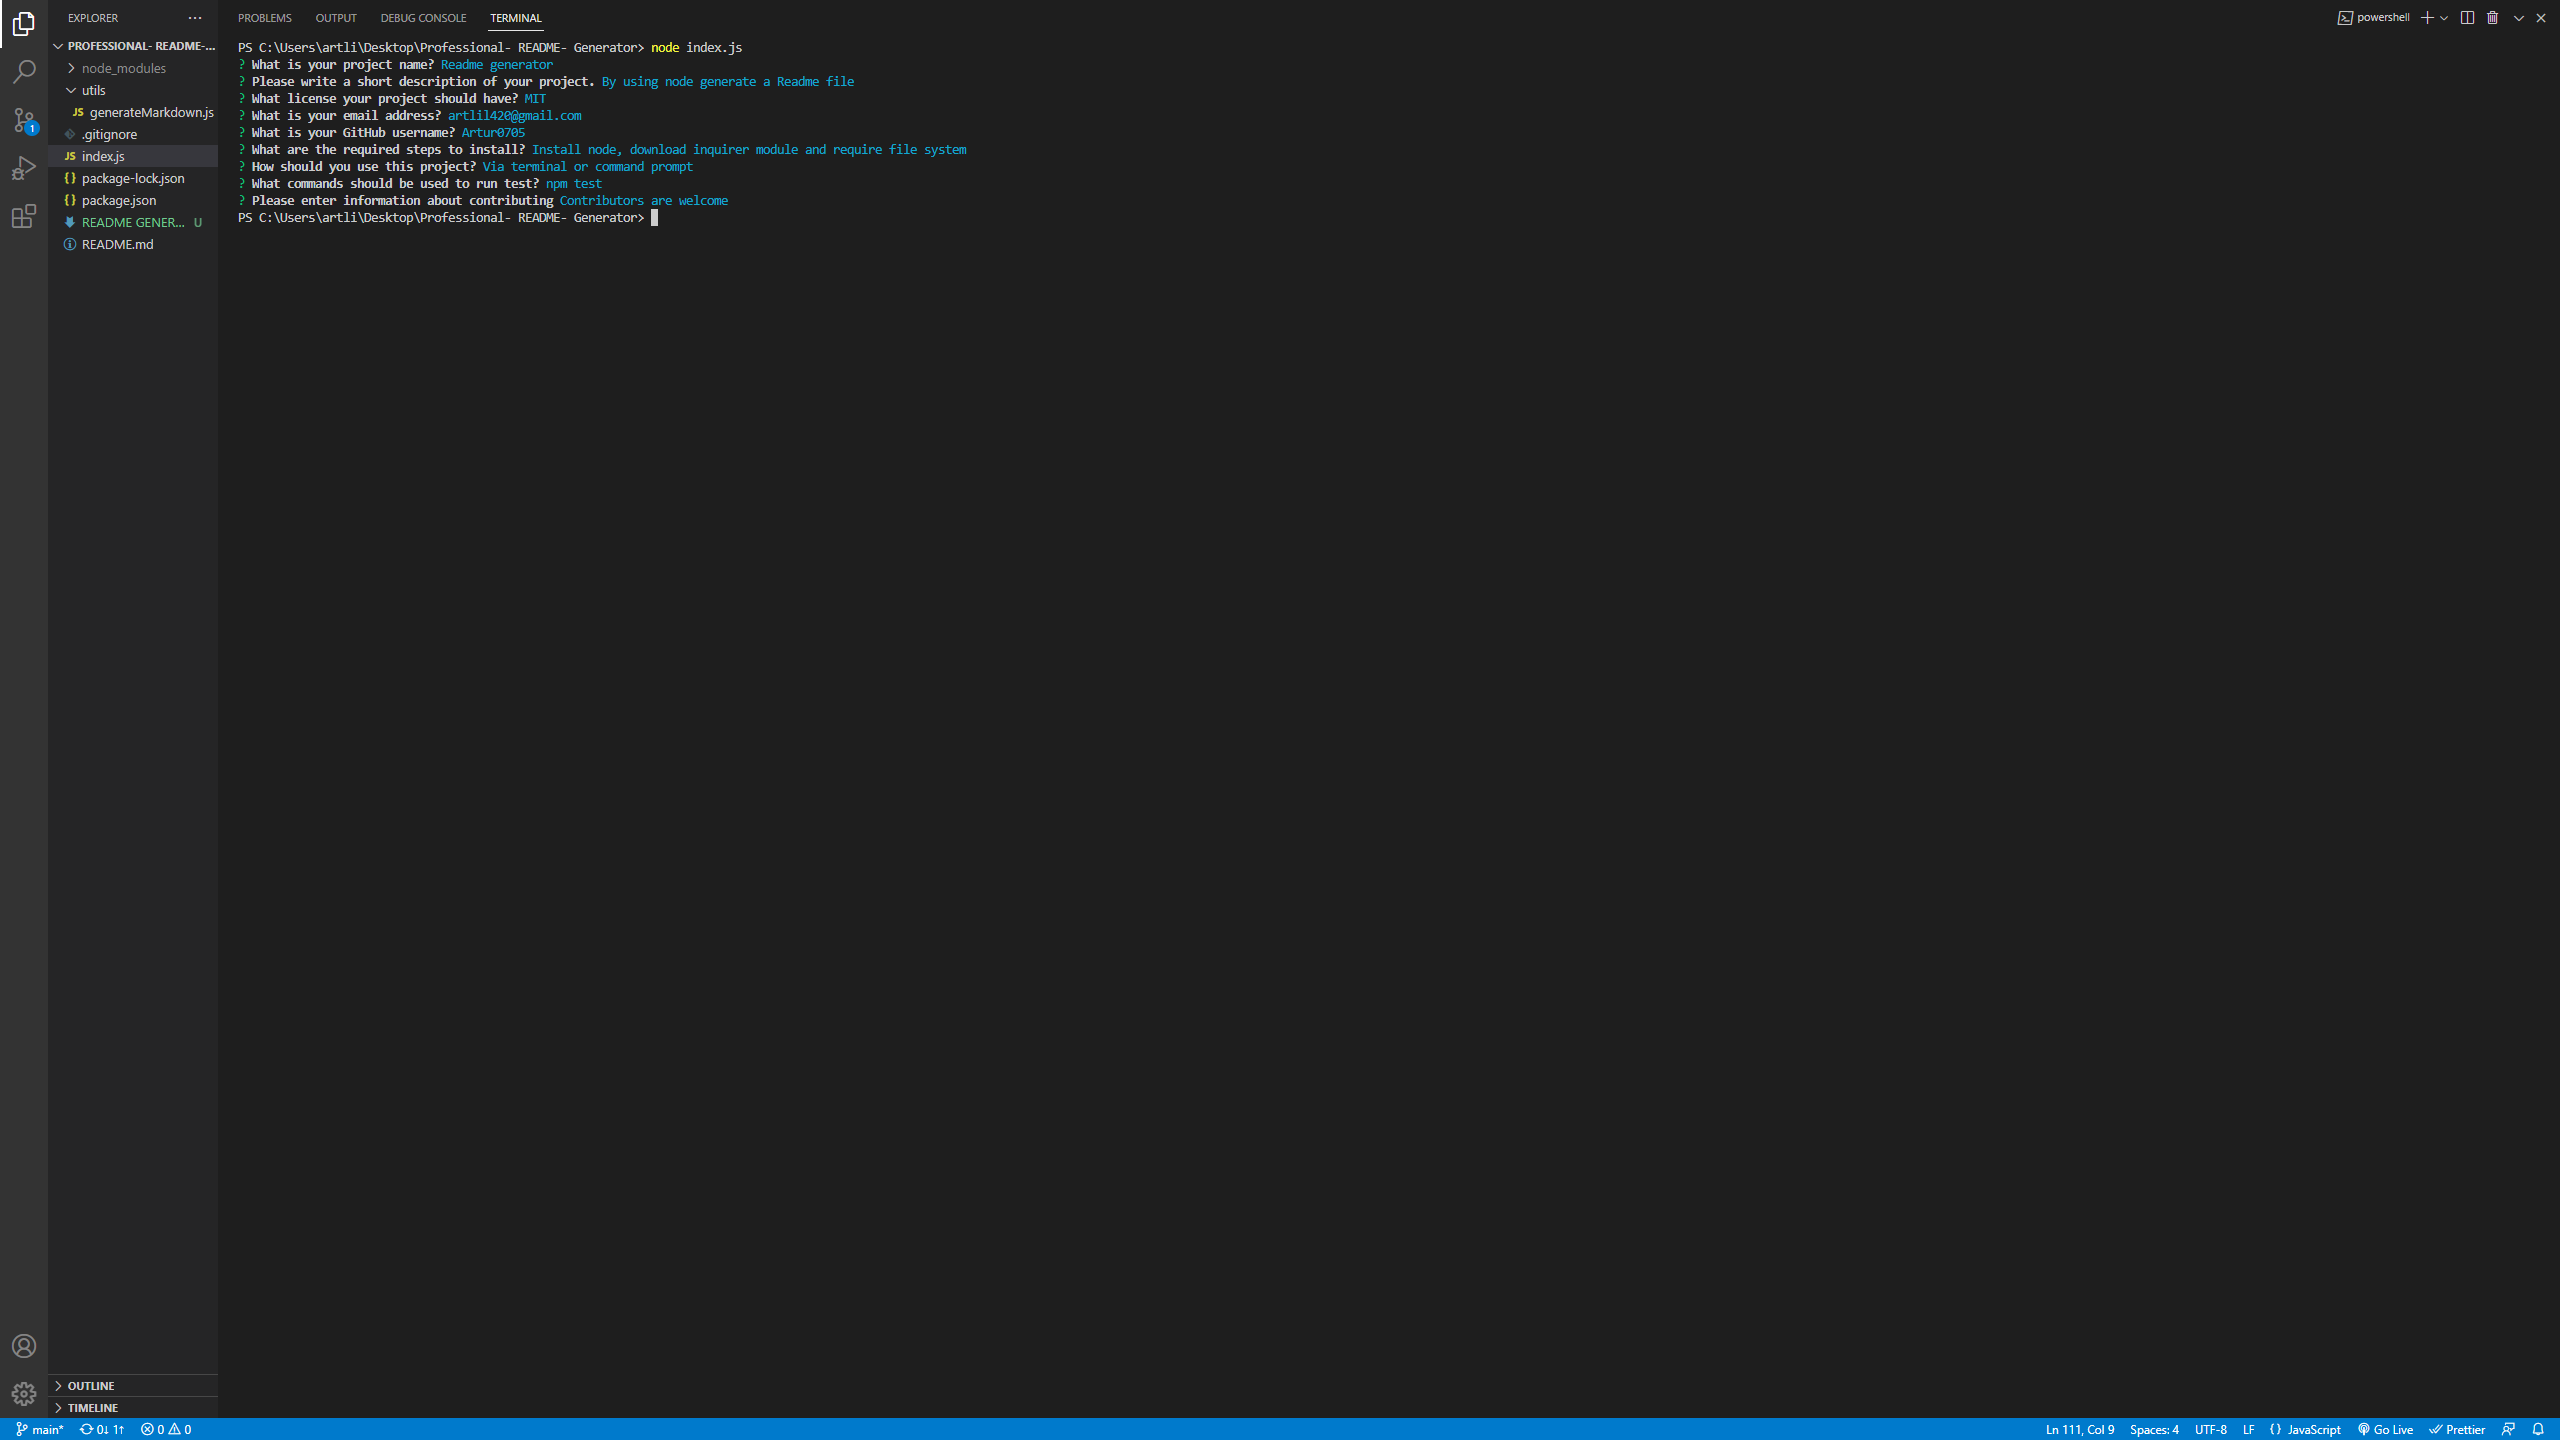 EXPLORER
PROFESSIONAL- README-...
node_modules
utils
JS generateMarkdown.js
.gitignore
JS index.js
{} package-lock.json
{} package.json
README GENER... U
README.md
OUTLINE
TIMELINE
1
PROBLEMS OUTPUT DEBUG CONSOLE TERMINAL
powershell
PS C:\Users\artli\Desktop\Professional- README- Generator> node index.js
? What is your project name? Readme generator
? Please write a short description of your project. By using node generate a Readme file
? What license your project should have? MIT
? What is your email address? artlil420@gmail.com
? What is your GitHub username? Artur0705
? What are the required steps to install? Install node, download inquirer module and require file system
? How should you use this project? Via terminal or command prompt
? What commands should be used to run test? npm test
? Please enter information about contributing Contributors are welcome
PS C:\Users\artli\Desktop\Professional- README- Generator>
main* 0↓ 1↑ 0 0 Ln 111, Col 9 Spaces: 4 UTF-8 LF {} JavaScript Go Live Prettier